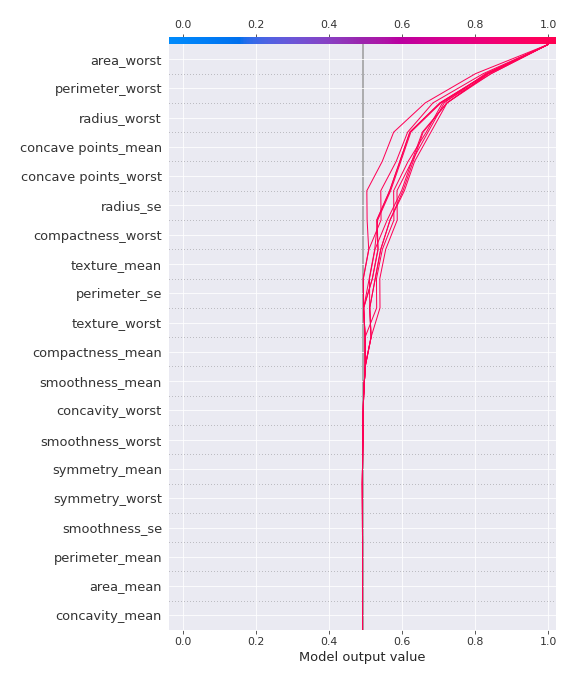 0.0 0.2 0.4 0.6 0.8 1.0
area_worst
perimeter_worst
radius_worst
concave points_mean
concave points_worst
radius_se
compactness_worst
texture_mean
perimeter_se
texture_worst
compactness_mean
smoothness_mean
concavity_worst
smoothness_worst
symmetry_mean
symmetry_worst
smoothness_se
perimeter_mean
area_mean
concavity_mean
0.0 0.2 0.4 0.6 0.8 1.0
Model output value